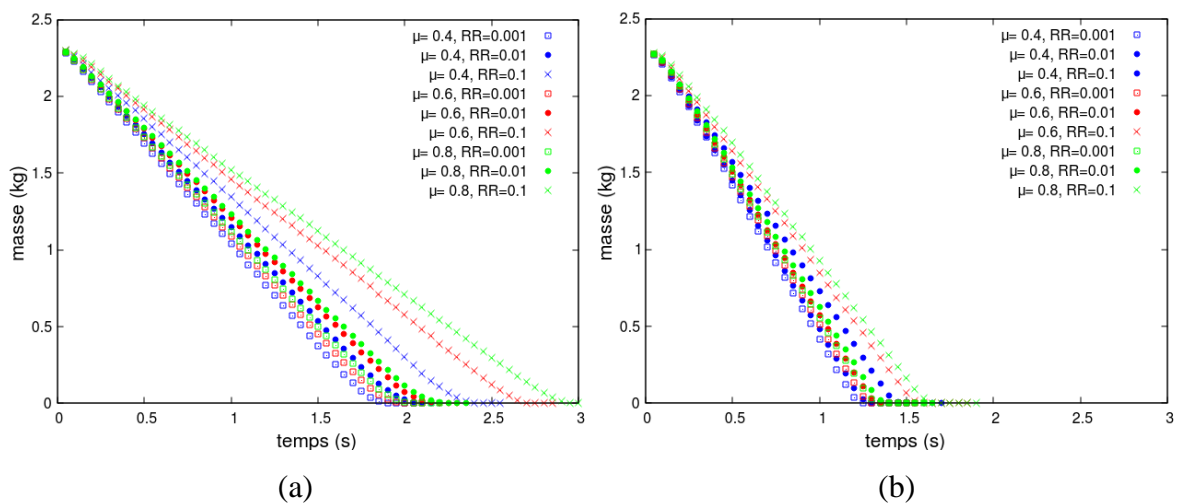 2.5
2
1.5
1
0.5
0
masse (kg)
μ= 0.4, RR=0.001
μ= 0.4, RR=0.01
μ= 0.4, RR=0.1
μ= 0.6, RR=0.001
μ= 0.6, RR=0.01
μ= 0.6, RR=0.1
μ= 0.8, RR=0.001
μ= 0.8, RR=0.01
μ= 0.8, RR=0.1
0 0.5 1 1.5 2 2.5 3
temps (s)
(a)
2.5
2
1.5
1
0.5
0
masse (kg)
μ= 0.4, RR=0.001
μ= 0.4, RR=0.01
μ= 0.4, RR=0.1
μ= 0.6, RR=0.001
μ= 0.6, RR=0.01
μ= 0.6, RR=0.1
μ= 0.8, RR=0.001
μ= 0.8, RR=0.01
μ= 0.8, RR=0.1
0 0.5 1 1.5 2 2.5 3
temps (s)
(b)